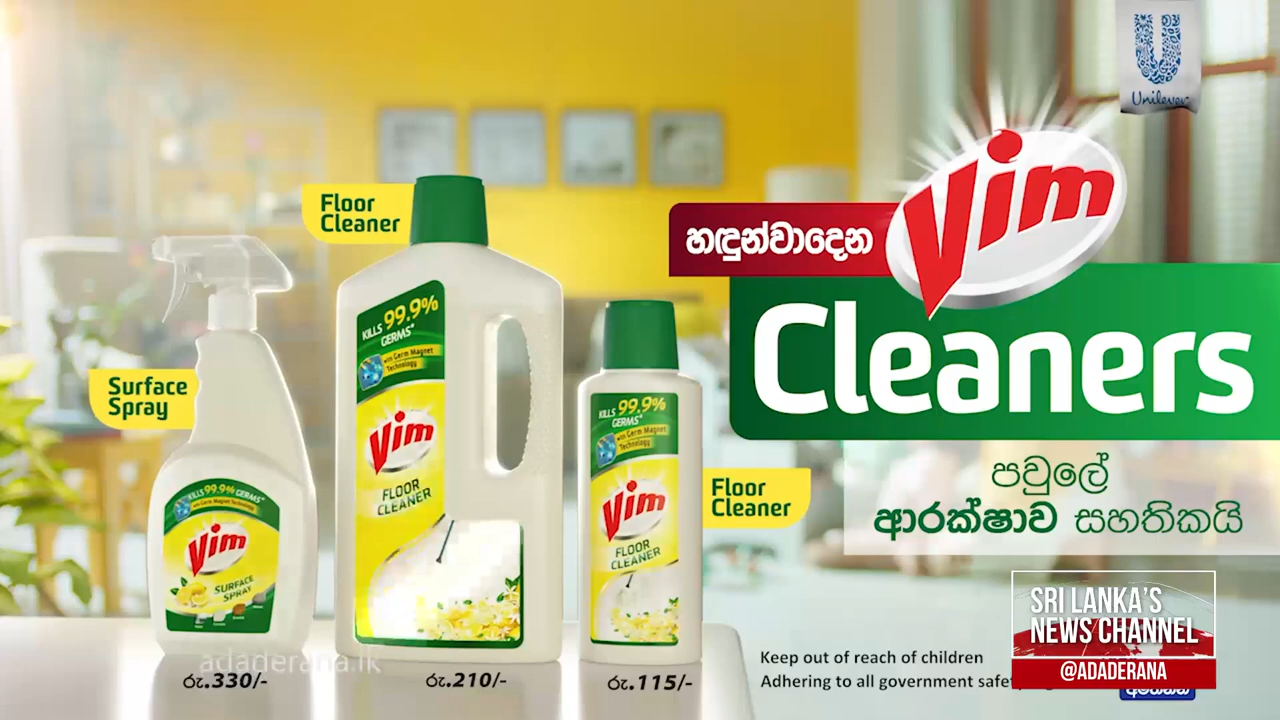 Unilever
Vim
හඳුන්වාදෙන
Cleaners
පවුලේ
ආරක්ෂාව සහතිකයි
Floor
Cleaner
Surface
Spray
Floor
Cleaner
KILLS 99.9% GERMS*
with Germ Magnet Technology
Vim
SURFACE
SPRAY
KILLS 99.9%
GERMS*
with Germ Magnet
Technology
Vim
FLOOR
CLEANER
KILLS 99.9%
GERMS*
with Germ Magnet
Technology
Vim
FLOOR
CLEANER
adaderana.lk
රු.330/-
රු.210/-
රු.115/-
Keep out of reach of children
Adhering to all government
SRI LANKA'S
NEWS CHANNEL
@ADADERANA